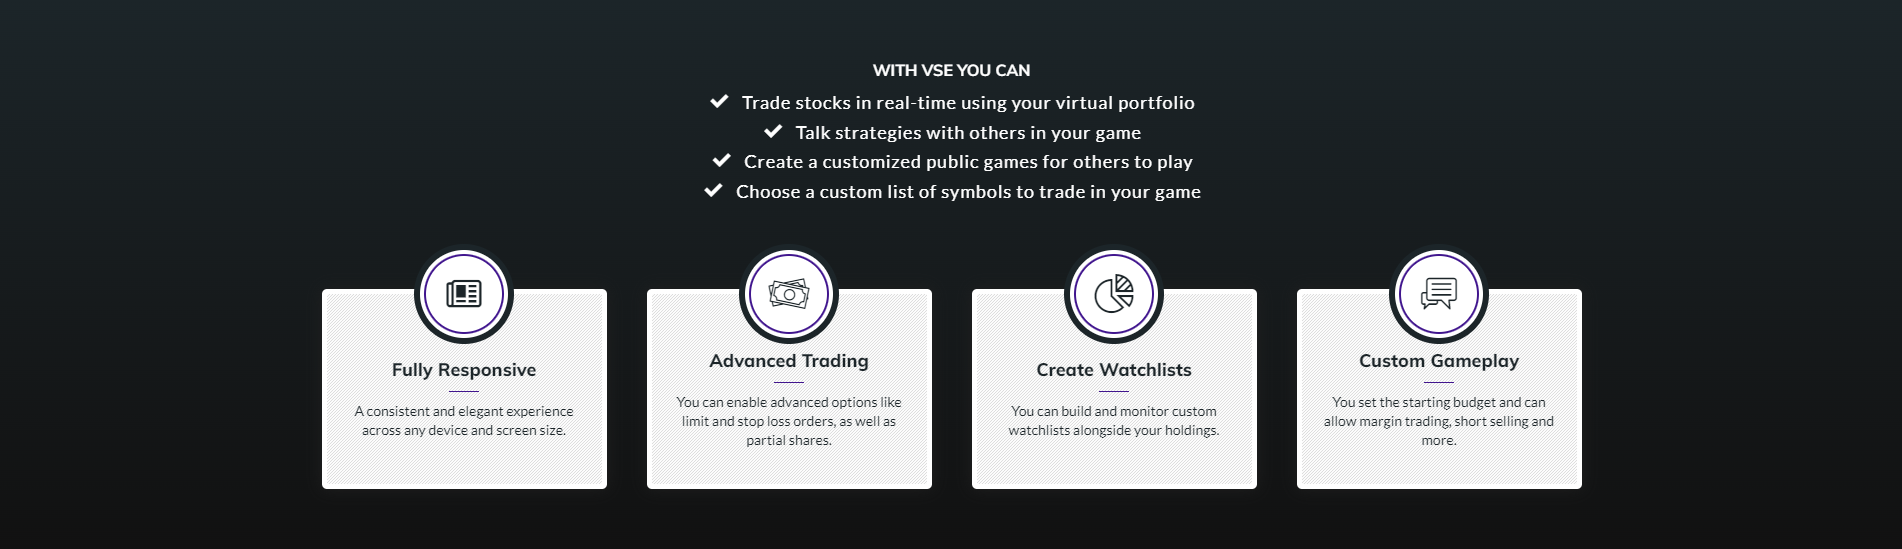 WITH VSE YOU CAN
Trade stocks in real-time using your virtual portfolio
Talk strategies with others in your game
Create a customized public games for others to play
Choose a custom list of symbols to trade in your game
Fully Responsive
A consistent and elegant experience
across any device and screen size.
Advanced Trading
You can enable advanced options like
limit and stop loss orders, as well as
partial shares.
Create Watchlists
You can build and monitor custom
watchlists alongside your holdings.
Custom Gameplay
You set the starting budget and can
allow margin trading, short selling and
more.